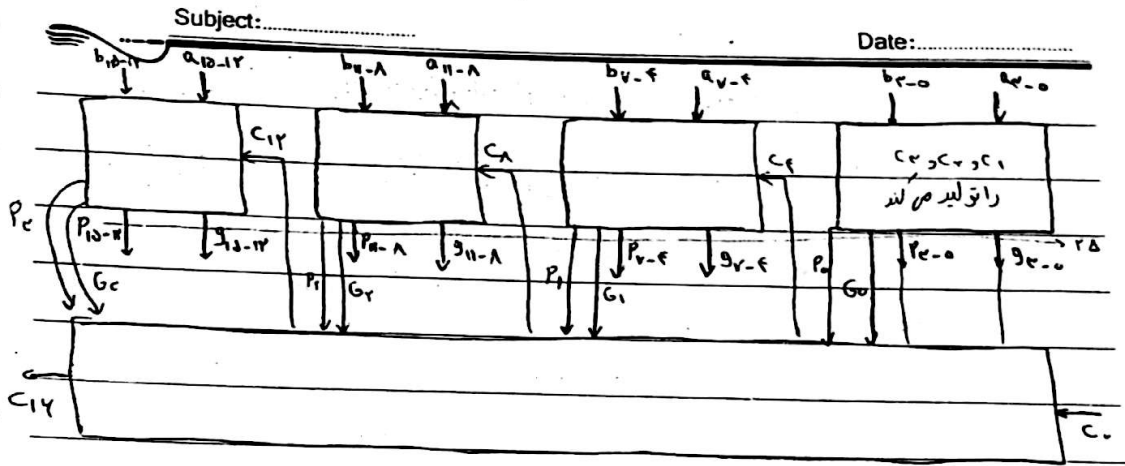 Subject:
Date:
b۱۵-۱۲ a۱۵-۱۲ b۱۱-۸ a۱۱-۸ b۷-۴ a۷-۴ b۳-۰ a۳-۰
C۱۲ C۸ C۴ C۳ و C۲ و C۱
را تولید می کند
P۳ P۱۵-۱۲ g۱۵-۱۲ P۱۱-۸ g۱۱-۸ P۷-۴ g۷-۴ P۳-۰ g۳-۰ ۲Δ
G۳ P۲ G۲ P۱ G۱ P۰ G۰
C۱۶ C۰